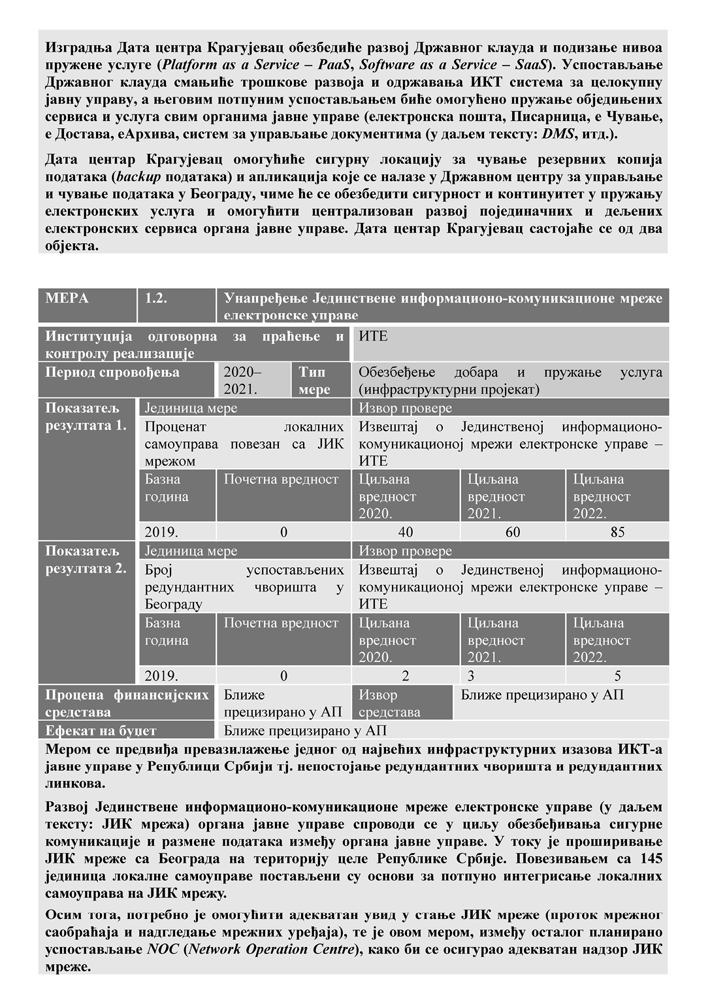 Изградња Дата центра Крагујевац обезбедиће развој Државног клауда и подизање нивоа
пружене услуге (Platform as a Service – PaaS, Software as a Service – SaaS). Успостављање
Државног клауда смањиће трошкове развоја и одржавања ИКТ система за целокупну
јавну управу, а његовим потпуним успостављањем биће омогућено пружање обједињених
сервиса и услуга свим органима јавне управе (електронска пошта, Писарница, е Чување,
е Достава, еАрхива, систем за управљање документима (у даљем тексту: DMS, итд.).
Дата центар Крагујевац омогућиће сигурну локацију за чување резервних копија
података (backup података) и апликација које се налазе у Државном центру за управљање
и чување података у Београду, чиме ће се обезбедити сигурност и континуитет у пружању
електронских услуга и омогућити централизован развој појединачних и дељених
електронских сервиса органа јавне управе. Дата центар Крагујевац састојаће се од два
објекта.
МЕРА 1.2. Унапређење Јединствене информационо-комуникационе мреже
електронске управе
Институција одговорна за праћење и ИТЕ
контролу реализације
Период спровођења 2020– Тип Обезбеђење добара и пружање услуга
2021. мере (инфраструктурни пројекат)
Показатељ Јединица мере Извор провере
резултата 1. Проценат локалних Извештај о Јединственој информационо-
самоуправа повезан са ЈИК комуникационој мрежи електронске управе –
мрежом ИТЕ
Базна Почетна вредност Циљана Циљана Циљана
година вредност вредност вредност
2020. 2021. 2022.
2019. 0 40 60 85
Показатељ Јединица мере Извор провере
резултата 2. Број успостављених Извештај о Јединственој информационо-
редундантних чворишта у комуникационој мрежи електронске управе –
Београду ИТЕ
Базна Почетна вредност Циљана Циљана Циљана
година вредност вредност вредност
2020. 2021. 2022.
2019. 0 2 3 5
Процена финансијских Ближе Извор Ближе прецизирано у АП
средстава прецизирано у АП средстава
Ефекат на буџет Ближе прецизирано у АП
Мером се предвиђа превазилажење једног од највећих инфраструктурних изазова ИКТ-а
јавне управе у Републици Србији тј. непостојање редундантних чворишта и редундантних
линкова.
Развој Јединствене информационо-комуникационе мреже електронске управе (у даљем
тексту: ЈИК мрежа) органа јавне управе спроводи се у циљу обезбеђивања сигурне
комуникације и размене података између органа јавне управе. У току је проширивање
ЈИК мреже са Београда на територију целе Републике Србије. Повезивањем са 145
јединица локалне самоуправе постављени су основи за потпуно интегрисање локалних
самоуправа на ЈИК мрежу.
Осим тога, потребно је омогућити адекватан увид у стање ЈИК мреже (проток мрежног
саобраћаја и надгледање мрежних уређаја), те је овом мером, између осталог планирано
успостављање NOC (Network Operation Centre), како би се осигурао адекватан надзор ЈИК
мреже.